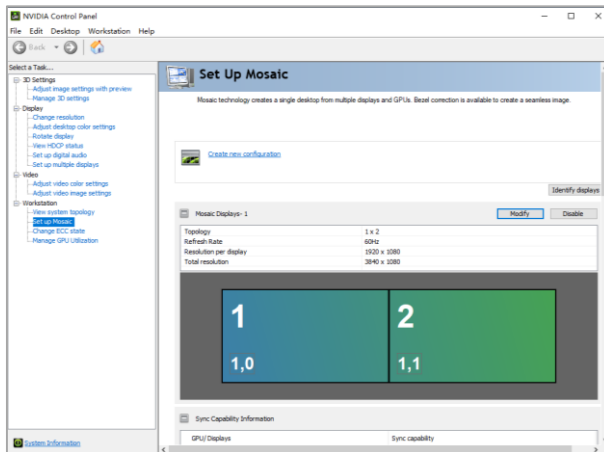 NVIDIA Control Panel
File Edit Desktop Workstation Help
Back
Select a Task...
3D Settings
Adjust image settings with preview
Manage 3D settings
Display
Change resolution
Adjust desktop color settings
Rotate display
View HDCP status
Set up digital audio
Set up multiple displays
Video
Adjust video color settings
Adjust video image settings
Workstation
View system topology
Set up Mosaic
Change ECC state
Manage GPU Utilization
System Information
Set Up Mosaic
Mosaic technology creates a single desktop from multiple displays and GPUs. Bezel correction is available to create a seamless image.
Create new configuration
Identify displays
Mosaic Displays- 1 Modify Disable
Topology 1 x 2
Refresh Rate 60Hz
Resolution per display 1920 x 1080
Total resolution 3840 x 1080
1 2
1,0 1,1
Sync Capability Information
GPU/Displays Sync capability